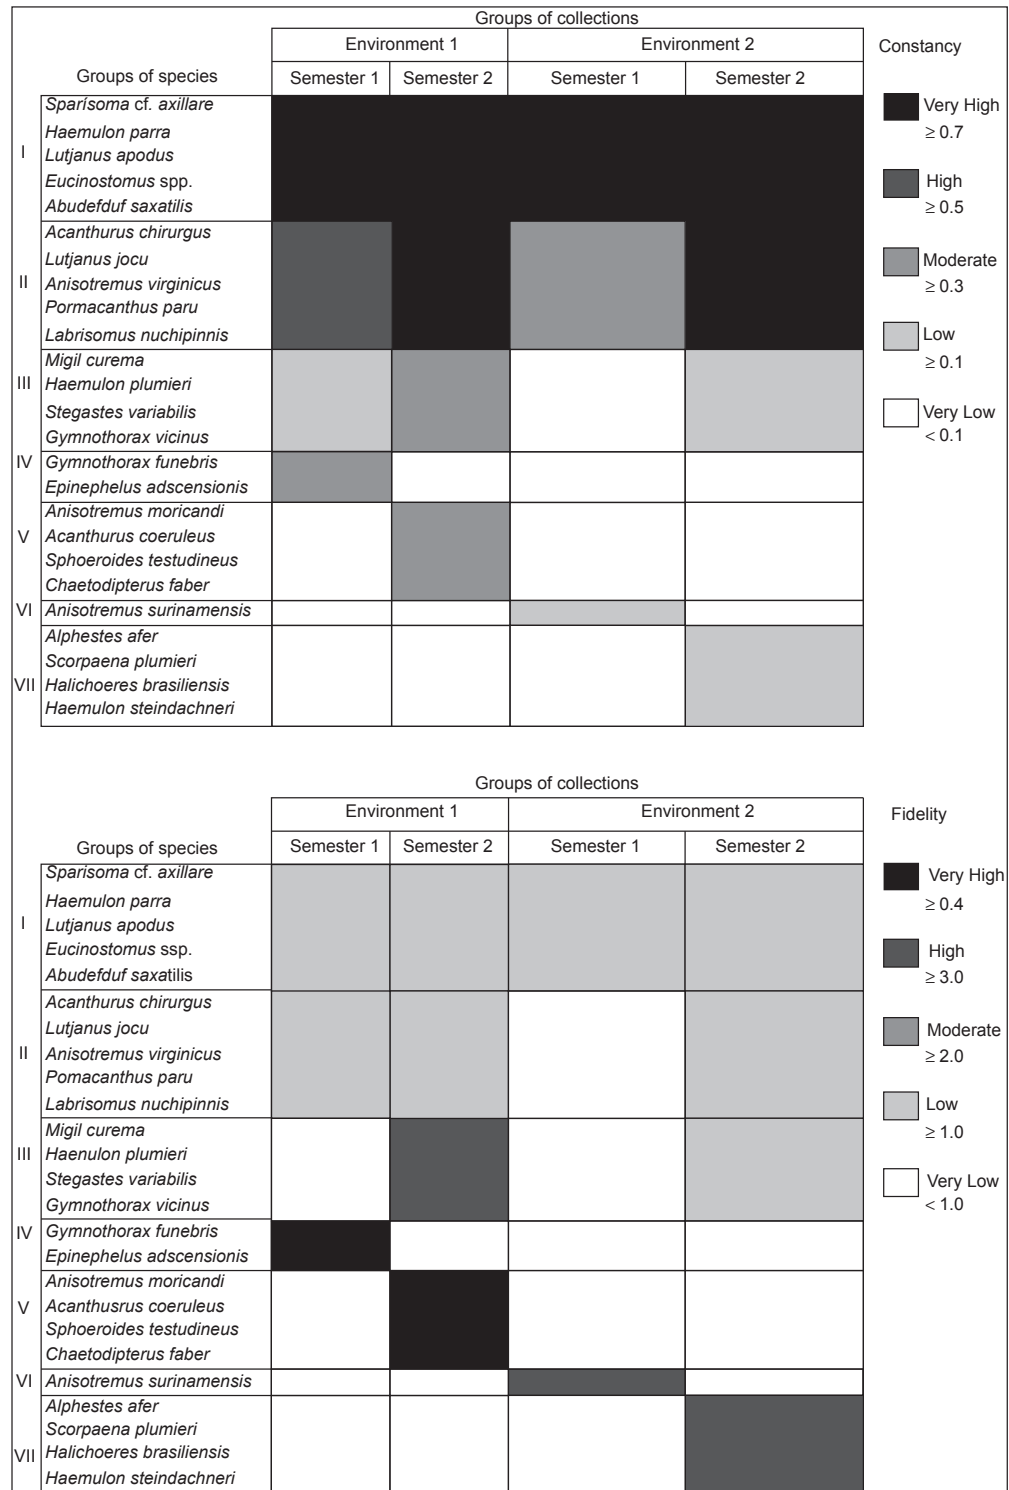 Groups of collections
Environment 1 Environment 2 Constancy
Groups of species Semester 1 Semester 2 Semester 1 Semester 2
Sparisoma cf. axillare Very High
Haemulon parra ≥ 0.7
I Lutjanus apodus
Eucinostomus spp. High
Abudefduf saxatilis ≥ 0.5
Acanthurus chirurgus
Lutjanus jocu Moderate
II Anisotremus virginicus ≥ 0.3
Pormacanthus paru
Labrisomus nuchipinnis Low
Migil curema ≥ 0.1
III Haemulon plumieri
Stegastes variabilis Very Low
Gymnothorax vicinus < 0.1
IV Gymnothorax funebris
Epinephelus adscensionis
Anisotremus moricandi
V Acanthurus coeruleus
Sphoeroides testudineus
Chaetodipterus faber
VI Anisotremus surinamensis
Alphestes afer
Scorpaena plumieri
VII Halichoeres brasiliensis
Haemulon steindachneri
Groups of collections
Environment 1 Environment 2 Fidelity
Groups of species Semester 1 Semester 2 Semester 1 Semester 2
Sparisoma cf. axillare Very High
Haemulon parra ≥ 0.4
I Lutjanus apodus
Eucinostomus ssp. High
Abudefduf saxatilis ≥ 3.0
Acanthurus chirurgus
Lutjanus jocu Moderate
II Anisotremus virginicus ≥ 2.0
Pomacanthus paru
Labrisomus nuchipinnis Low
Migil curema ≥ 1.0
III Haenulon plumieri
Stegastes variabilis Very Low
Gymnothorax vicinus < 1.0
IV Gymnothorax funebris
Epinephelus adscensionis
Anisotremus moricandi
V Acanthusrus coeruleus
Sphoeroides testudineus
Chaetodipterus faber
VI Anisotremus surinamensis
Alphestes afer
Scorpaena plumieri
VII Halichoeres brasiliensis
Haemulon steindachneri